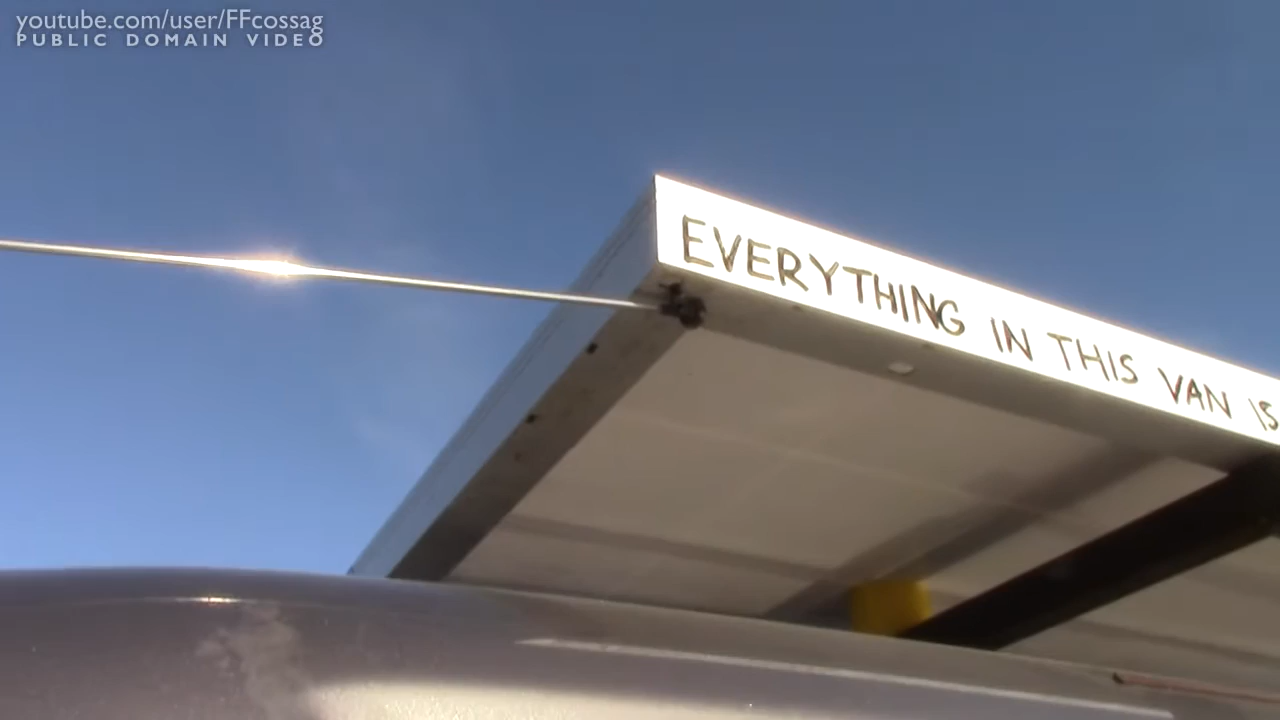 youtube.com/user/FFcossag
PUBLIC DOMAIN VIDEO
EVERYTHING IN THIS VAN IS